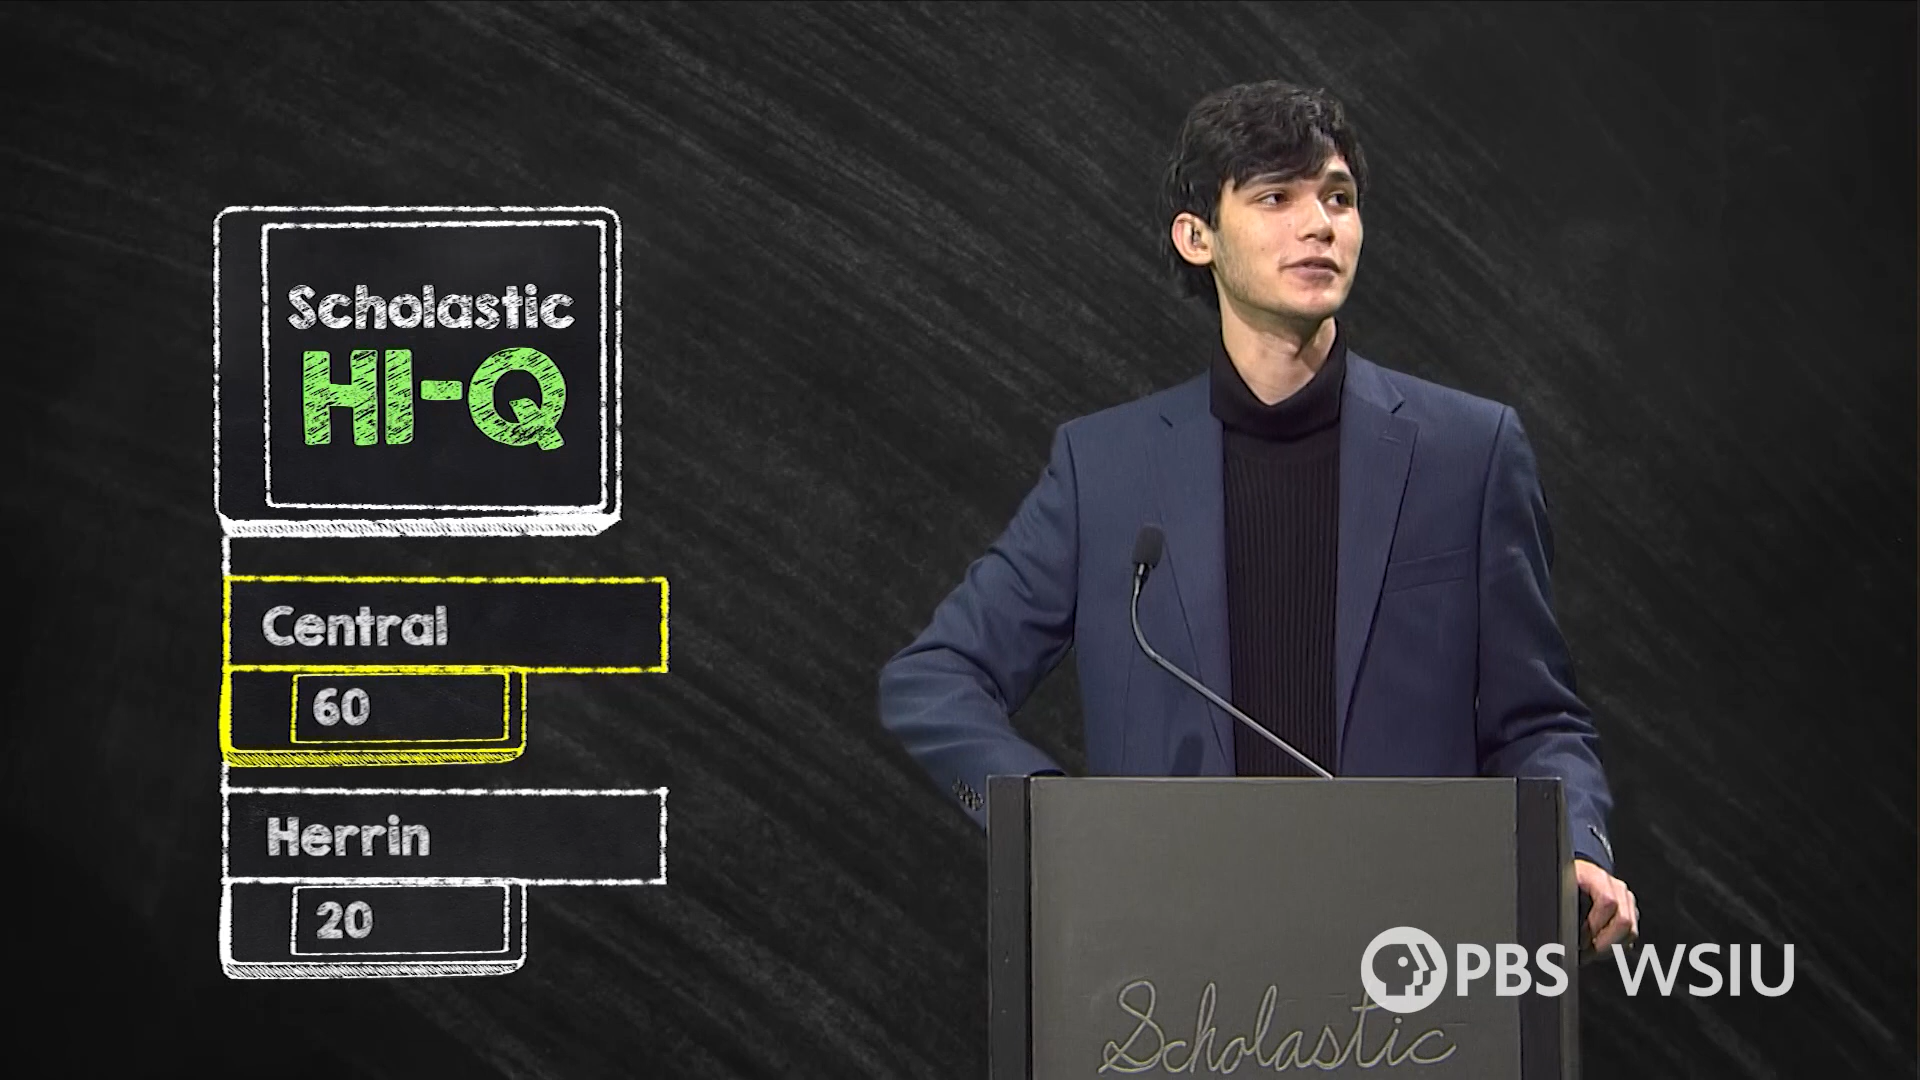 Scholastic
HI-Q
Central
60
Herrin
20
Scholastic
PBS WSIU